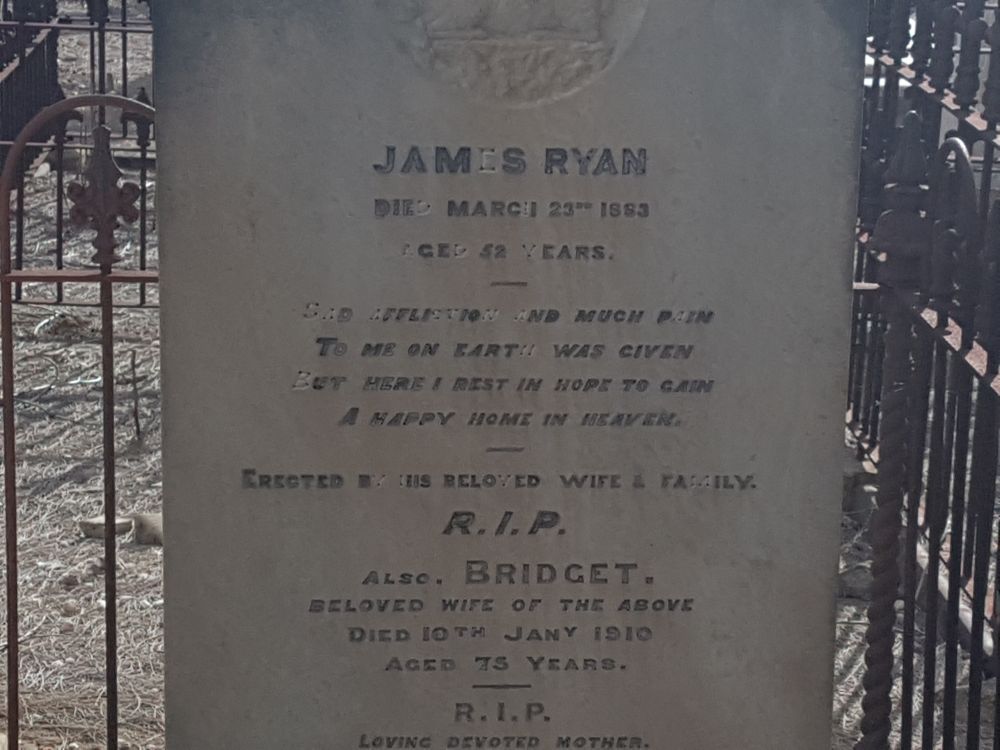 JAMES RYAN
DIED MARCH 23RD 1883
AGED 52 YEARS.
SAD AFFLICTION AND MUCH PAIN
TO ME ON EARTH WAS GIVEN
BUT HERE I REST IN HOPE TO GAIN
A HAPPY HOME IN HEAVEN.
ERECTED BY HIS BELOVED WIFE & FAMILY.
R.I.P.
ALSO. BRIDGET.
BELOVED WIFE OF THE ABOVE
DIED 10TH JANY 1910
AGED 75 YEARS.
R.I.P.
LOVING DEVOTED MOTHER.